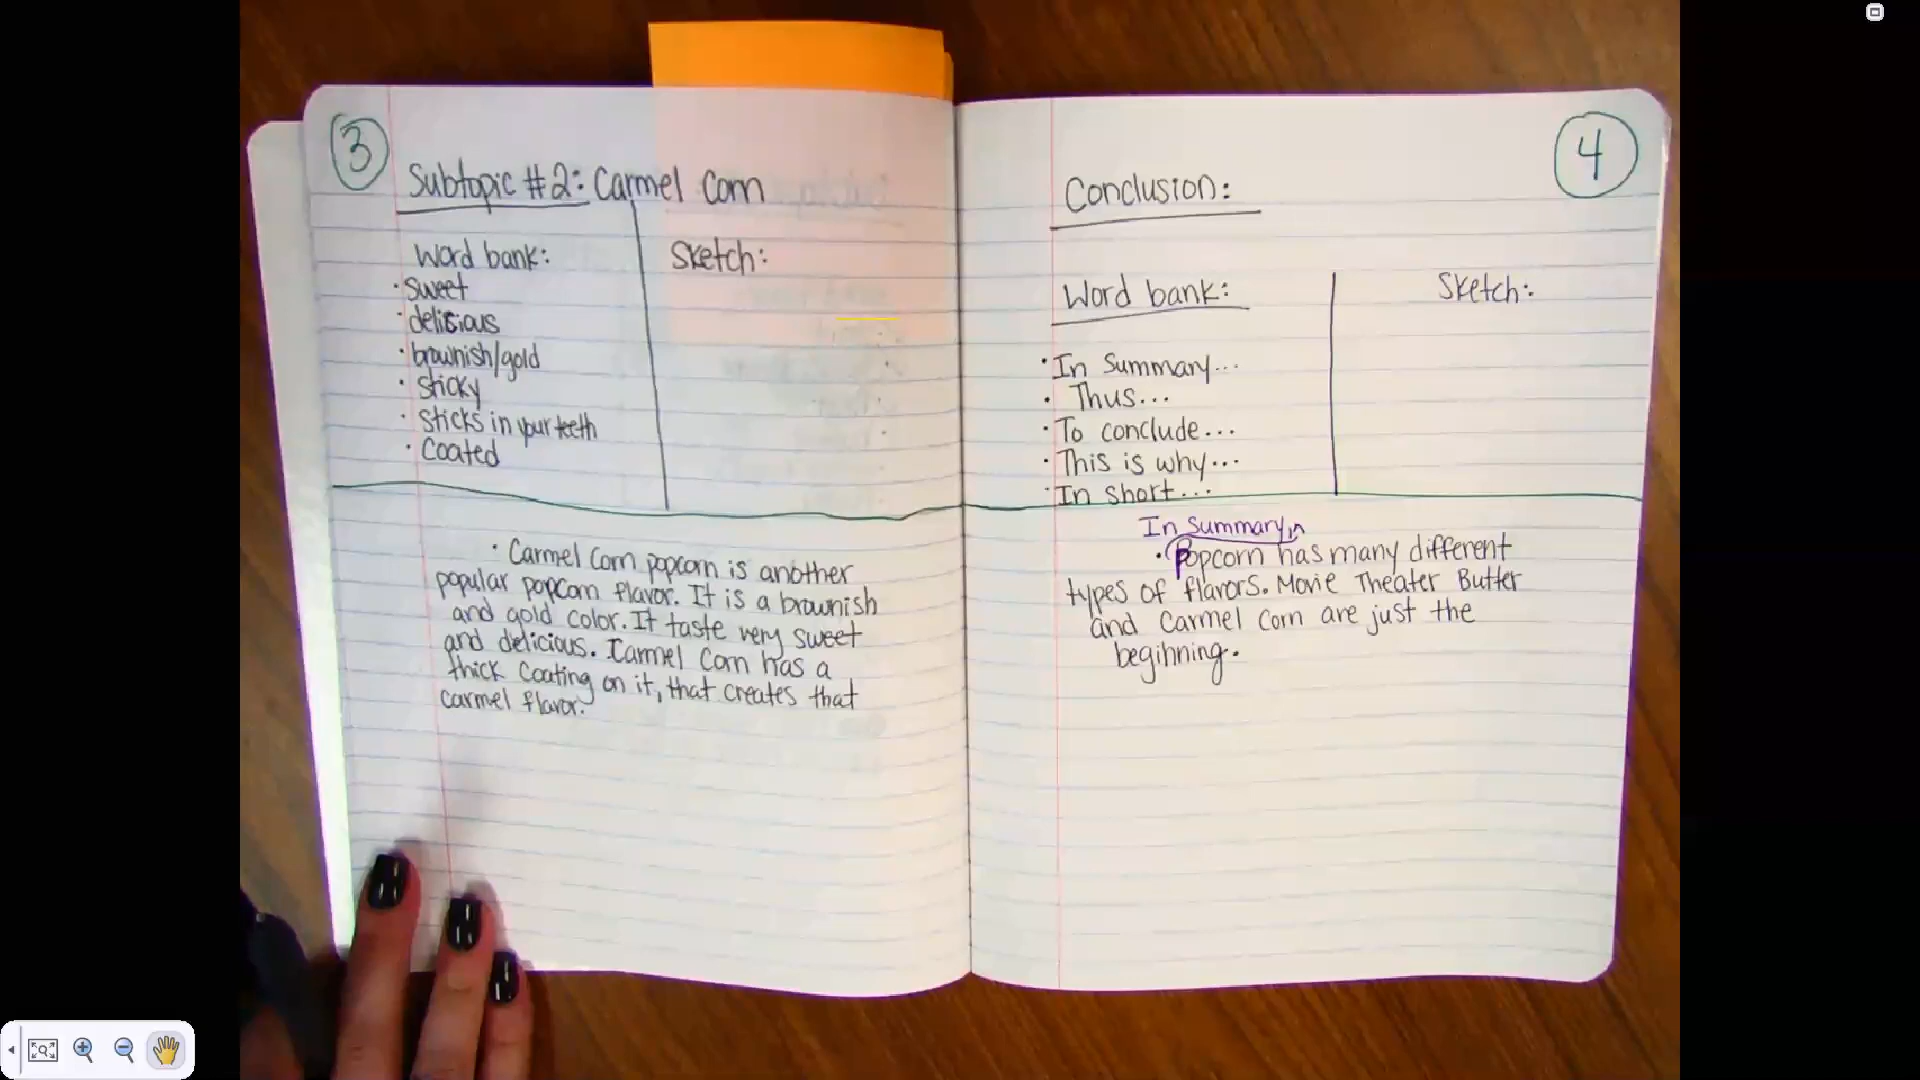 3
Subtopic #2: Carmel Corn
Word bank:
Sketch:
· sweet
· delicious
· brownish/gold
· sticky
· sticks in your teeth
· Coated
· Carmel Corn popcorn is another
popular popcorn flavor. It is a brownish
and gold color. It taste very sweet
and delicious. Carmel Corn has a
thick coating on it, that creates that
carmel flavor.
4
Conclusion:
Word bank:
Sketch:
· In Summary...
· Thus...
· To conclude...
· This is why...
· In short...
In summary,
· Popcorn has many different
types of flavors. Movie Theater Butter
and Carmel Corn are just the
beginning.